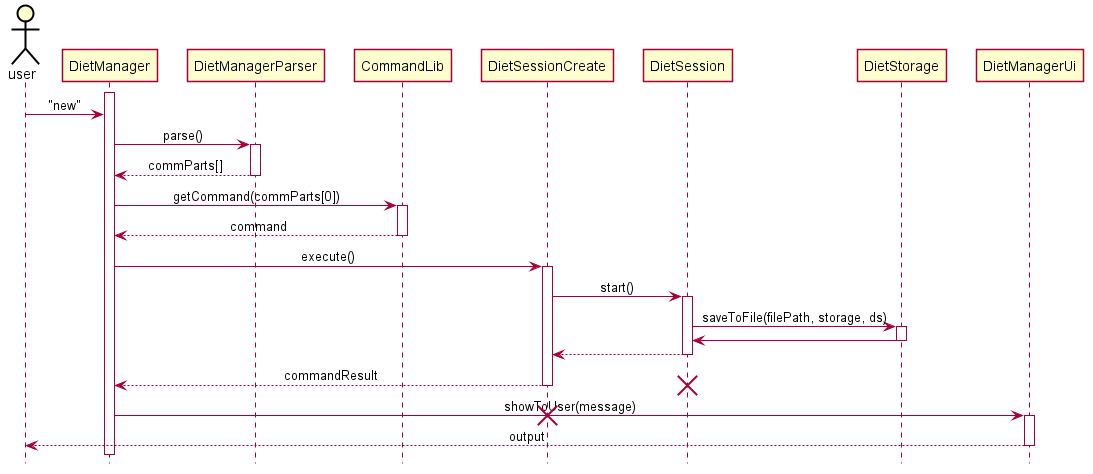 user
DietManager
DietManagerParser
CommandLib
DietSessionCreate
DietSession
DietStorage
DietManagerUi
"new"
parse()
commParts[]
getCommand(commParts[0])
command
execute()
start()
saveToFile(filePath, storage, ds)
commandResult
showToUser(message)
output